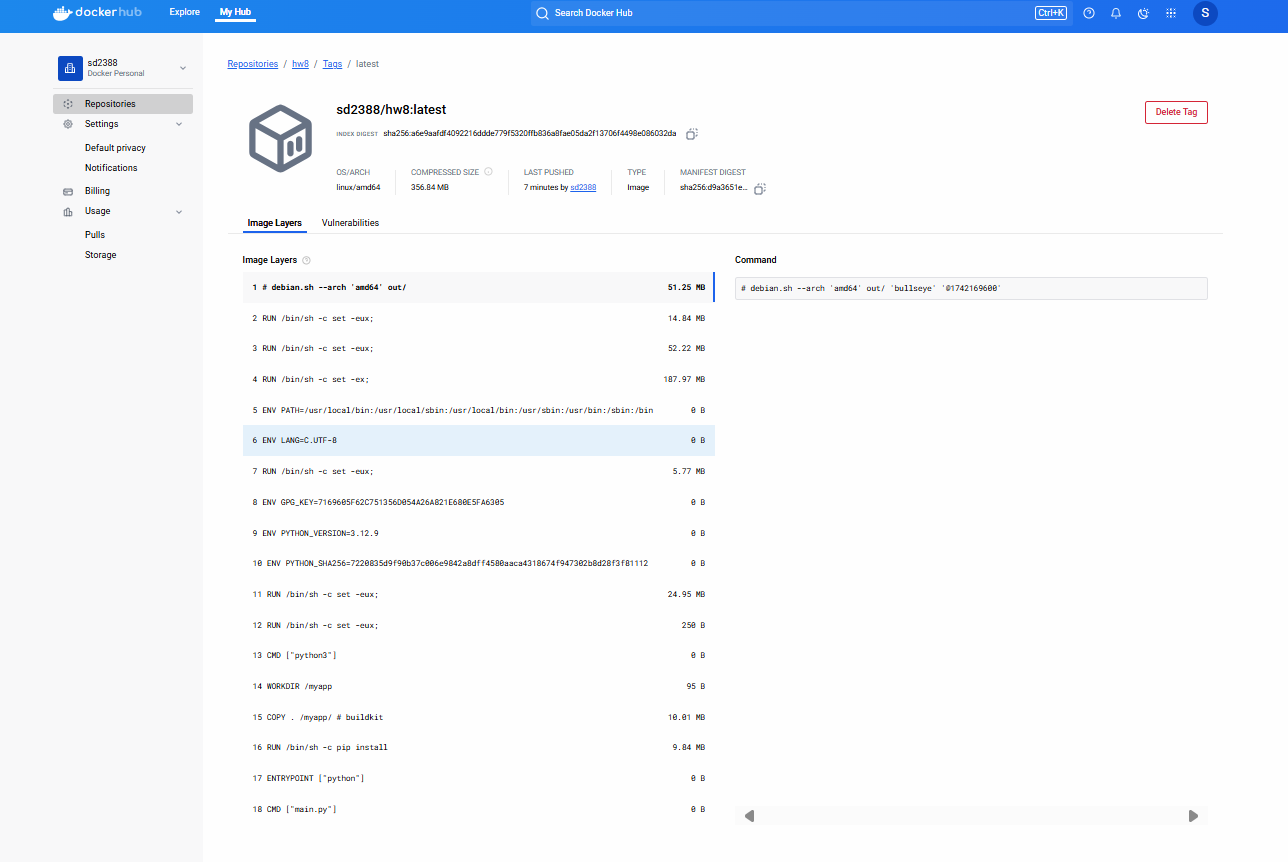 dockerhub Explore My Hub Search Docker Hub Ctrl+K S
sd2388
Docker Personal
Repositories
Settings
Default privacy
Notifications
Billing
Usage
Pulls
Storage
Repositories / hw8 / Tags / latest
sd2388/hw8:latest
Delete Tag
INDEX DIGEST sha256:a6e9aafdf4092216ddde779f5320ffb836a8fae05da2f13706f4498e086032da
OS/ARCH COMPRESSED SIZE LAST PUSHED TYPE MANIFEST DIGEST
linux/amd64 356.84 MB 7 minutes by sd2388 Image sha256:d9a3651e...
Image Layers Vulnerabilities
Image Layers
1 # debian.sh --arch 'amd64' out/ 51.25 MB
2 RUN /bin/sh -c set -eux; 14.84 MB
3 RUN /bin/sh -c set -eux; 52.22 MB
4 RUN /bin/sh -c set -ex; 187.97 MB
5 ENV PATH=/usr/local/bin:/usr/local/sbin:/usr/local/bin:/usr/sbin:/usr/bin:/sbin:/bin 0 B
6 ENV LANG=C.UTF-8 0 B
7 RUN /bin/sh -c set -eux; 5.77 MB
8 ENV GPG_KEY=7169605F62C751356D054A26A821E680E5FA6305 0 B
9 ENV PYTHON_VERSION=3.12.9 0 B
10 ENV PYTHON_SHA256=7220835d9f90b37c006e9842a8dff4580aaca4318674f947302b8d28f3f81112 0 B
11 RUN /bin/sh -c set -eux; 24.95 MB
12 RUN /bin/sh -c set -eux; 250 B
13 CMD ["python3"] 0 B
14 WORKDIR /myapp 95 B
15 COPY . /myapp/ # buildkit 10.01 MB
16 RUN /bin/sh -c pip install 9.84 MB
17 ENTRYPOINT ["python"] 0 B
18 CMD ["main.py"] 0 B
Command
# debian.sh --arch 'amd64' out/ 'bullseye' '@1742169600'